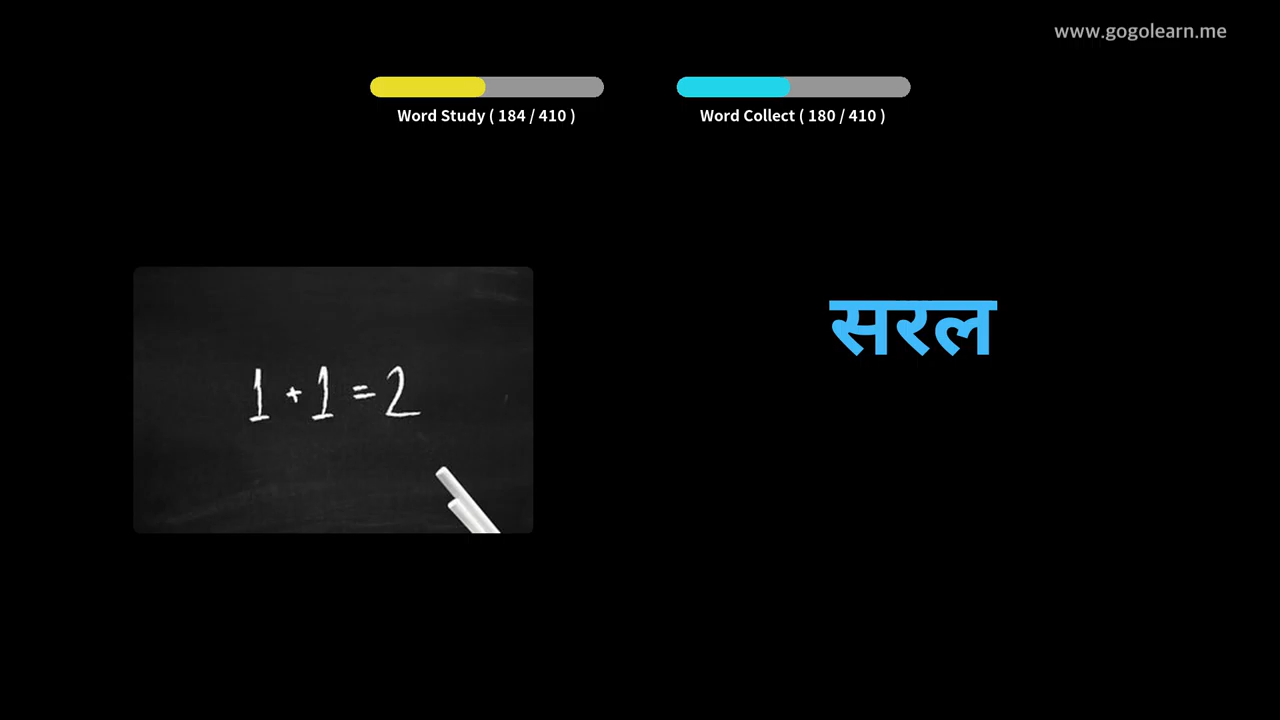 www.gogolearn.me
Word Study ( 184 / 410 )
Word Collect ( 180 / 410 )
सरल
1 + 1 = 2